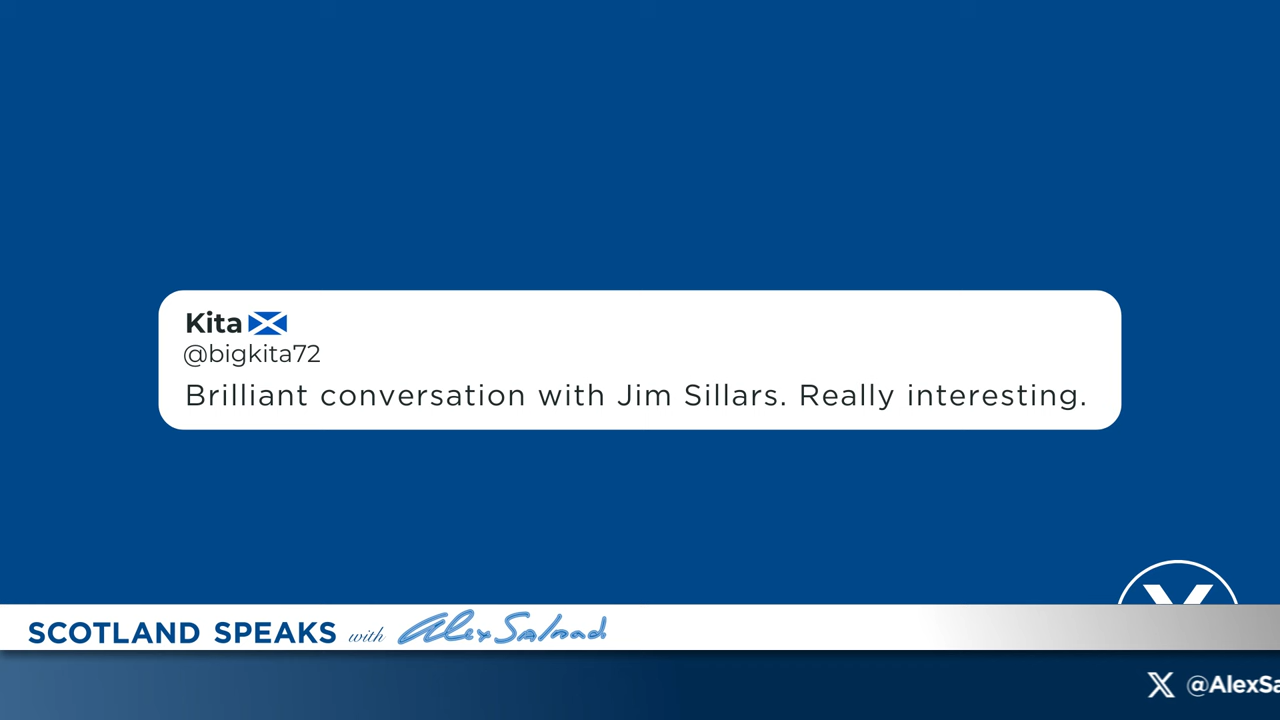 Kita
@bigkita72
Brilliant conversation with Jim Sillars. Really interesting.
SCOTLAND SPEAKS with Alex Salmond
@AlexSa